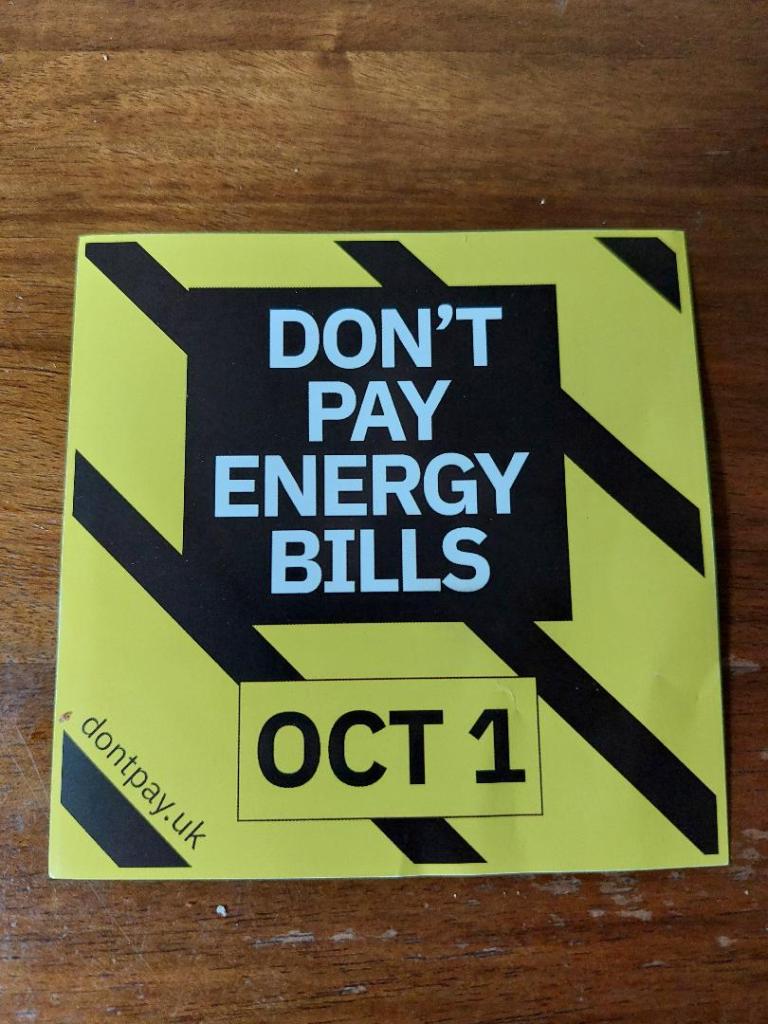 DON'T
PAY
ENERGY
BILLS
OCT 1
dontpay.uk